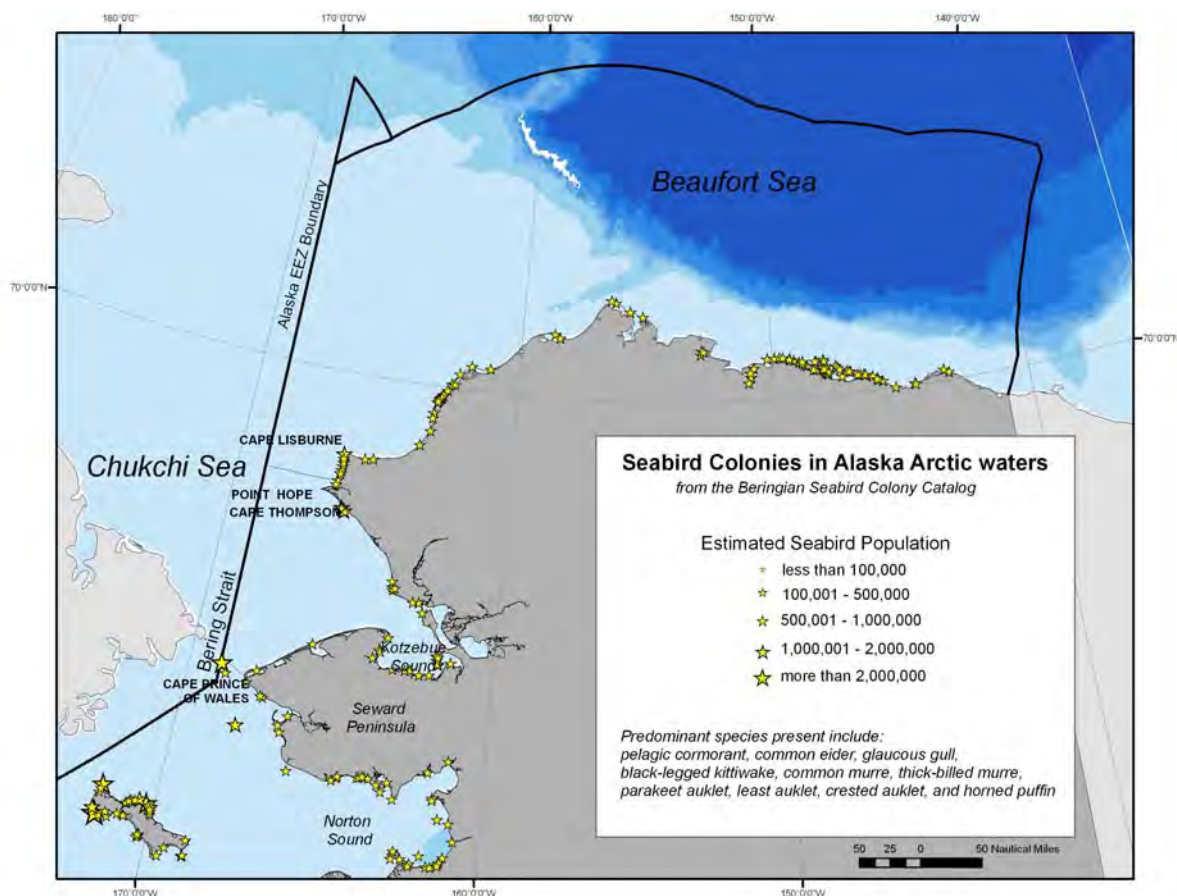 160°0'0"
170°0'0"W
160°0'0"W
150°0'0"W
140°0'0"W
Beaufort Sea
Alaska EEZ Boundary
70°0'0"N
70°0'0"N
CAPE LISBURNE
Chukchi Sea
POINT HOPE
CAPE THOMPSON
Bering Strait
Kotzebue
Sound
CAPE PRINCE
OF WALES
Seward
Peninsula
Norton
Sound
Seabird Colonies in Alaska Arctic waters
from the Beringian Seabird Colony Catalog
Estimated Seabird Population
less than 100,000
100,001 - 500,000
500,001 - 1,000,000
1,000,001 - 2,000,000
more than 2,000,000
Predominant species present include:
pelagic cormorant, common eider, glaucous gull,
black-legged kittiwake, common murre, thick-billed murre,
parakeet auklet, least auklet, crested auklet, and horned puffin
50 25 0 50 Nautical Miles
170°0'0"W
160°0'0"W
150°0'0"W